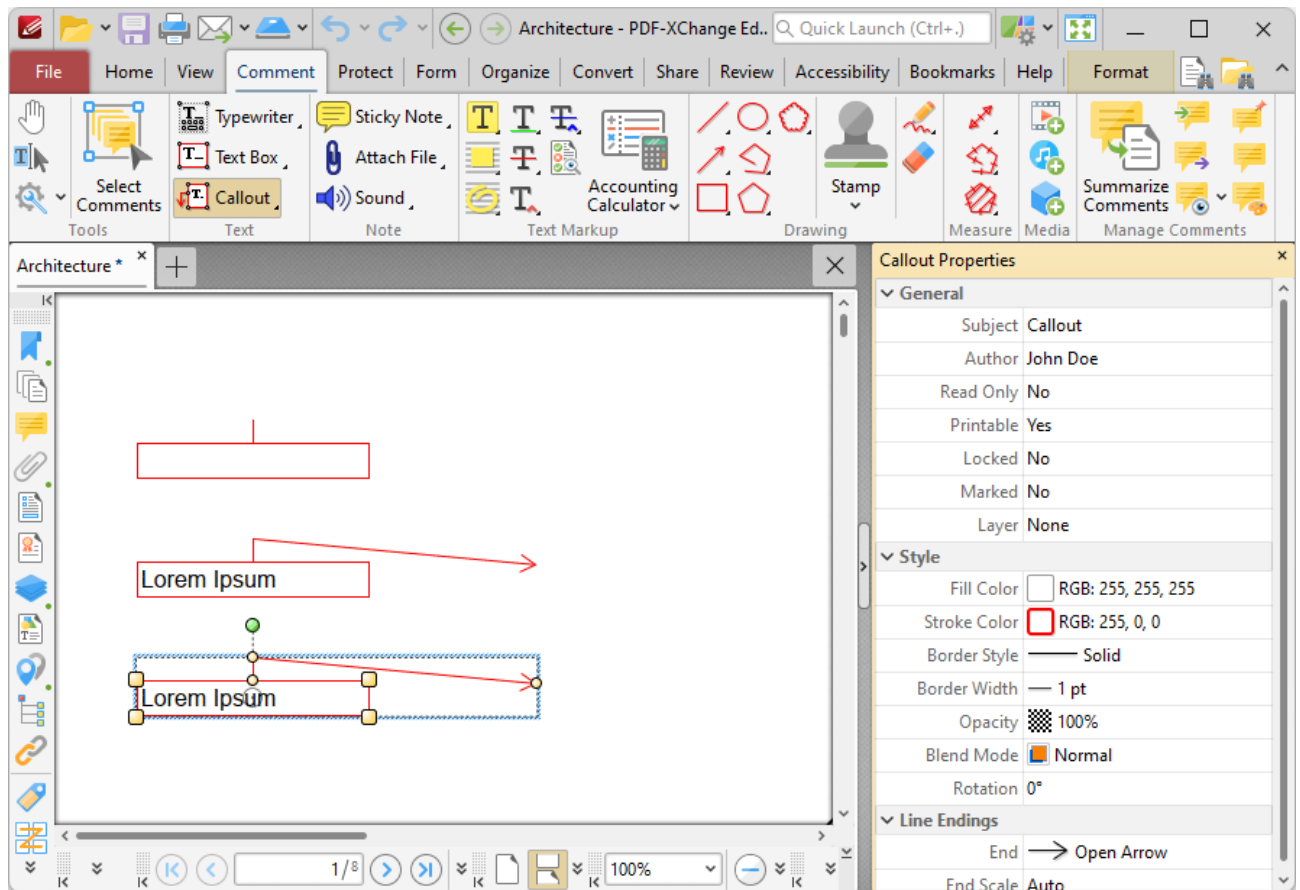 Architecture - PDF-XChange Ed.. Quick Launch (Ctrl+.)
File Home View Comment Protect Form Organize Convert Share Review Accessibility Bookmarks Help Format
Typewriter
Text Box
Callout
Select
Comments
Tools
Text
Sticky Note
Attach File
Sound
Note
Accounting
Calculator
Text Markup
Stamp
Drawing
Measure
Media
Summarize
Comments
Manage Comments
Architecture *
Lorem Ipsum
Lorem Ipsum
1/8
100%
Callout Properties
General
Subject Callout
Author John Doe
Read Only No
Printable Yes
Locked No
Marked No
Layer None
Style
Fill Color RGB: 255, 255, 255
Stroke Color RGB: 255, 0, 0
Border Style Solid
Border Width 1 pt
Opacity 100%
Blend Mode Normal
Rotation 0°
Line Endings
End Open Arrow
End Scale Auto